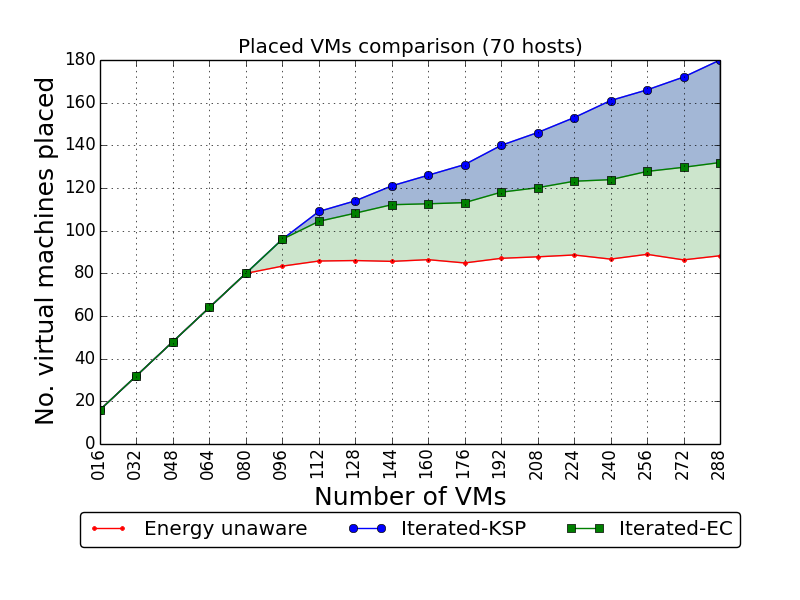 Placed VMs comparison (70 hosts)
No. virtual machines placed
180
160
140
120
100
80
60
40
20
0
016 032 048 064 080 096 112 128 144 160 176 192 208 224 240 256 272 288
Number of VMs
Energy unaware Iterated-KSP Iterated-EC